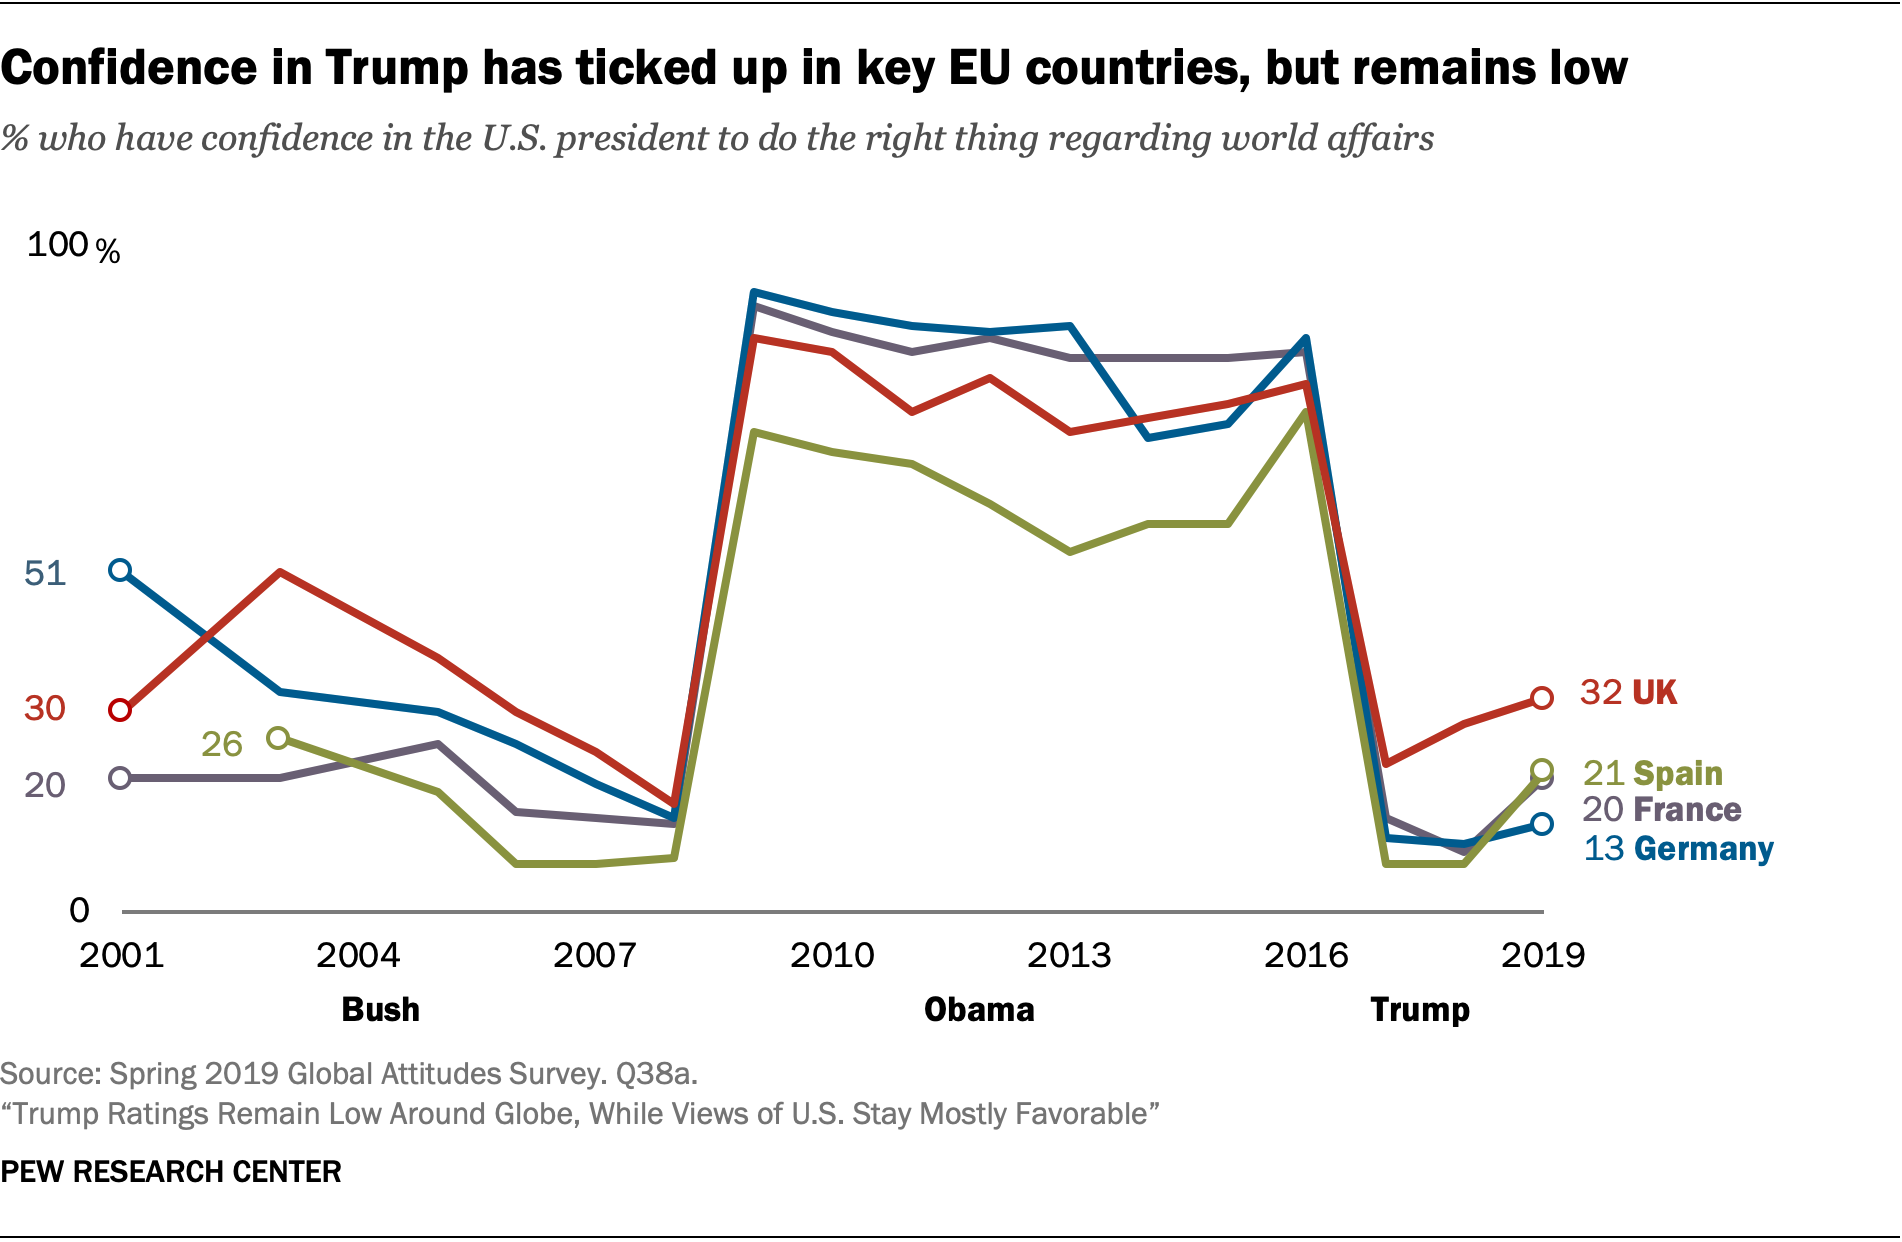 Confidence in Trump has ticked up in key EU countries, but remains low
% who have confidence in the U.S. president to do the right thing regarding world affairs
100 %
51
30
26
20
32 UK
21 Spain
20 France
13 Germany
0
2001 2004 2007 2010 2013 2016 2019
Bush Obama Trump
Source: Spring 2019 Global Attitudes Survey. Q38a.
“Trump Ratings Remain Low Around Globe, While Views of U.S. Stay Mostly Favorable”
PEW RESEARCH CENTER